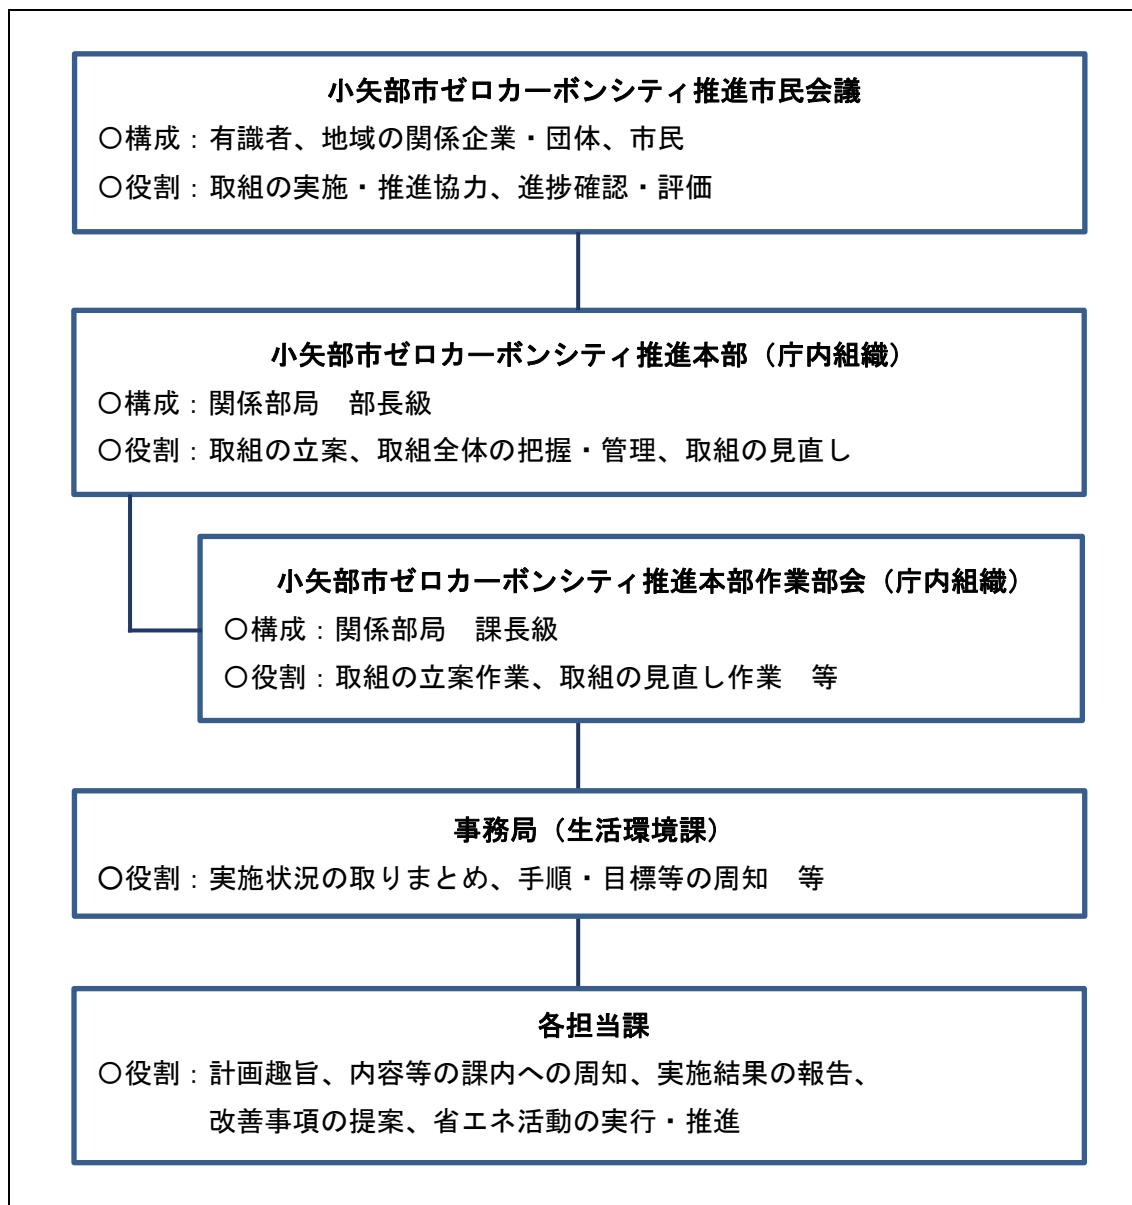 小矢部市ゼロカーボンシティ推進市民会議
〇構成：有識者、地域の関係企業・団体、市民
〇役割：取組の実施・推進協力、進捗確認・評価
小矢部市ゼロカーボンシティ推進本部（庁内組織）
〇構成：関係部局　部長級
〇役割：取組の立案、取組全体の把握・管理、取組の見直し
小矢部市ゼロカーボンシティ推進本部作業部会（庁内組織）
〇構成：関係部局　課長級
〇役割：取組の立案作業、取組の見直し作業　等
事務局（生活環境課）
〇役割：実施状況の取りまとめ、手順・目標等の周知　等
各担当課
〇役割：計画趣旨、内容等の課内への周知、実施結果の報告、
改善事項の提案、省エネ活動の実行・推進